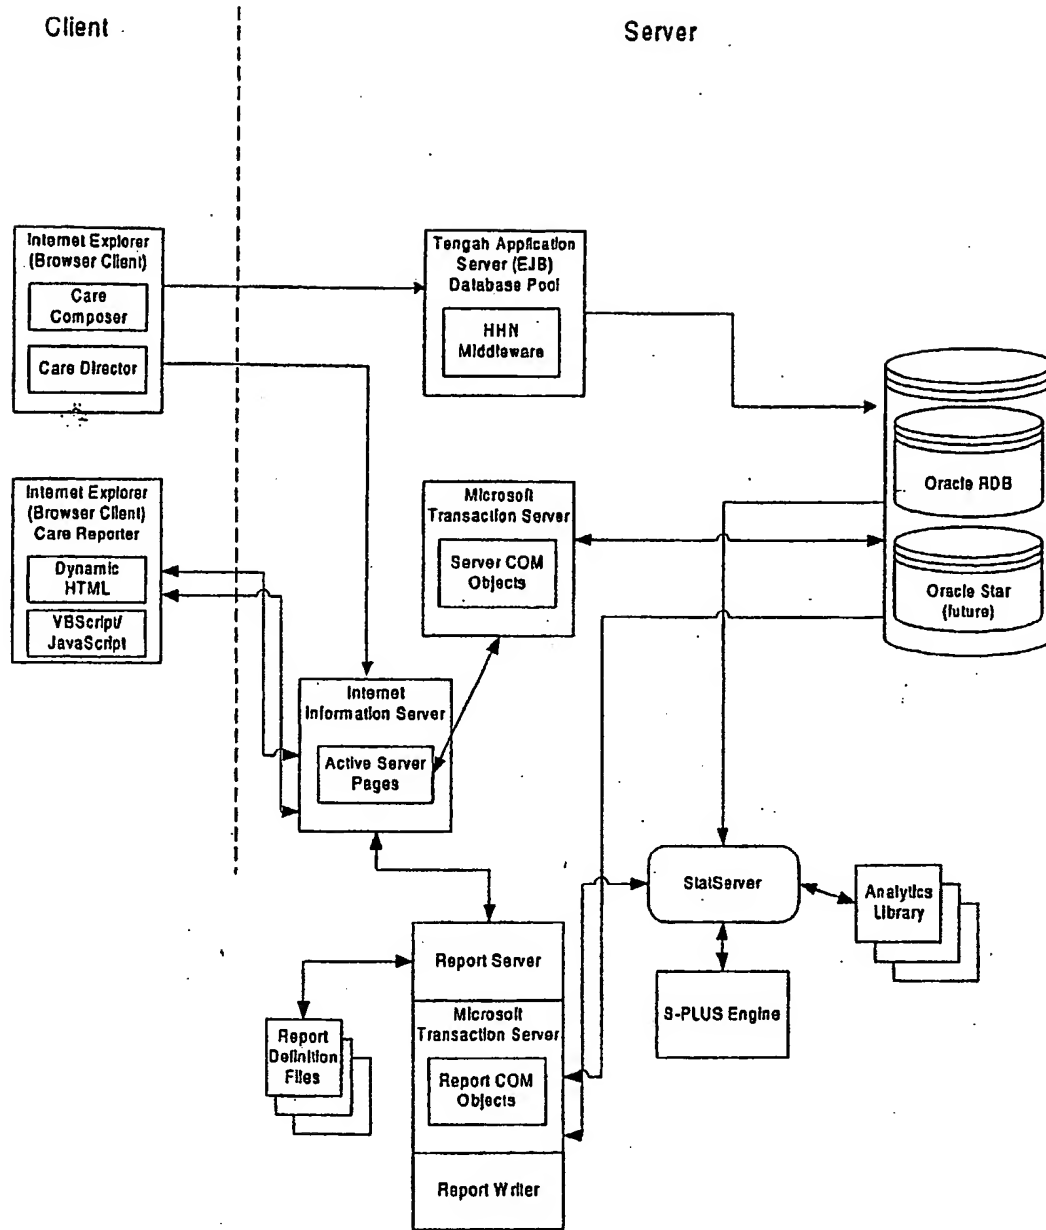 Client
Server
Internet Explorer
(Browser Client)
Care
Composer
Care Director
Tengah Application
Server (EJB)
Database Pool
HHN
Middleware
Oracle RDB
Oracle Star
(future)
Internet Explorer
(Browser Client)
Care Reporter
Dynamic
HTML
VBScript/
JavaScript
Microsoft
Transaction Server
Server COM
Objects
Internet
Information Server
Active Server
Pages
StatServer
Analytics
Library
S-PLUS Engine
Report Server
Microsoft
Transaction Server
Report COM
Objects
Report Writer
Report
Definition
Files